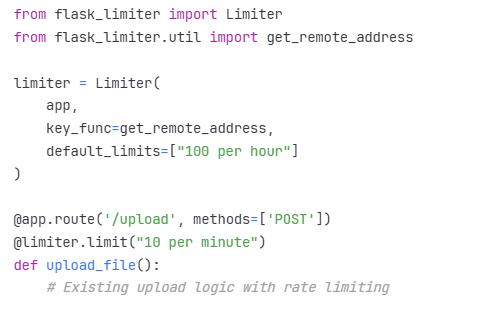 from flask_limiter import Limiter
from flask_limiter.util import get_remote_address

limiter = Limiter(
    app,
    key_func=get_remote_address,
    default_limits=["100 per hour"]
)

@app.route('/upload', methods=['POST'])
@limiter.limit("10 per minute")
def upload_file():
    # Existing upload logic with rate limiting